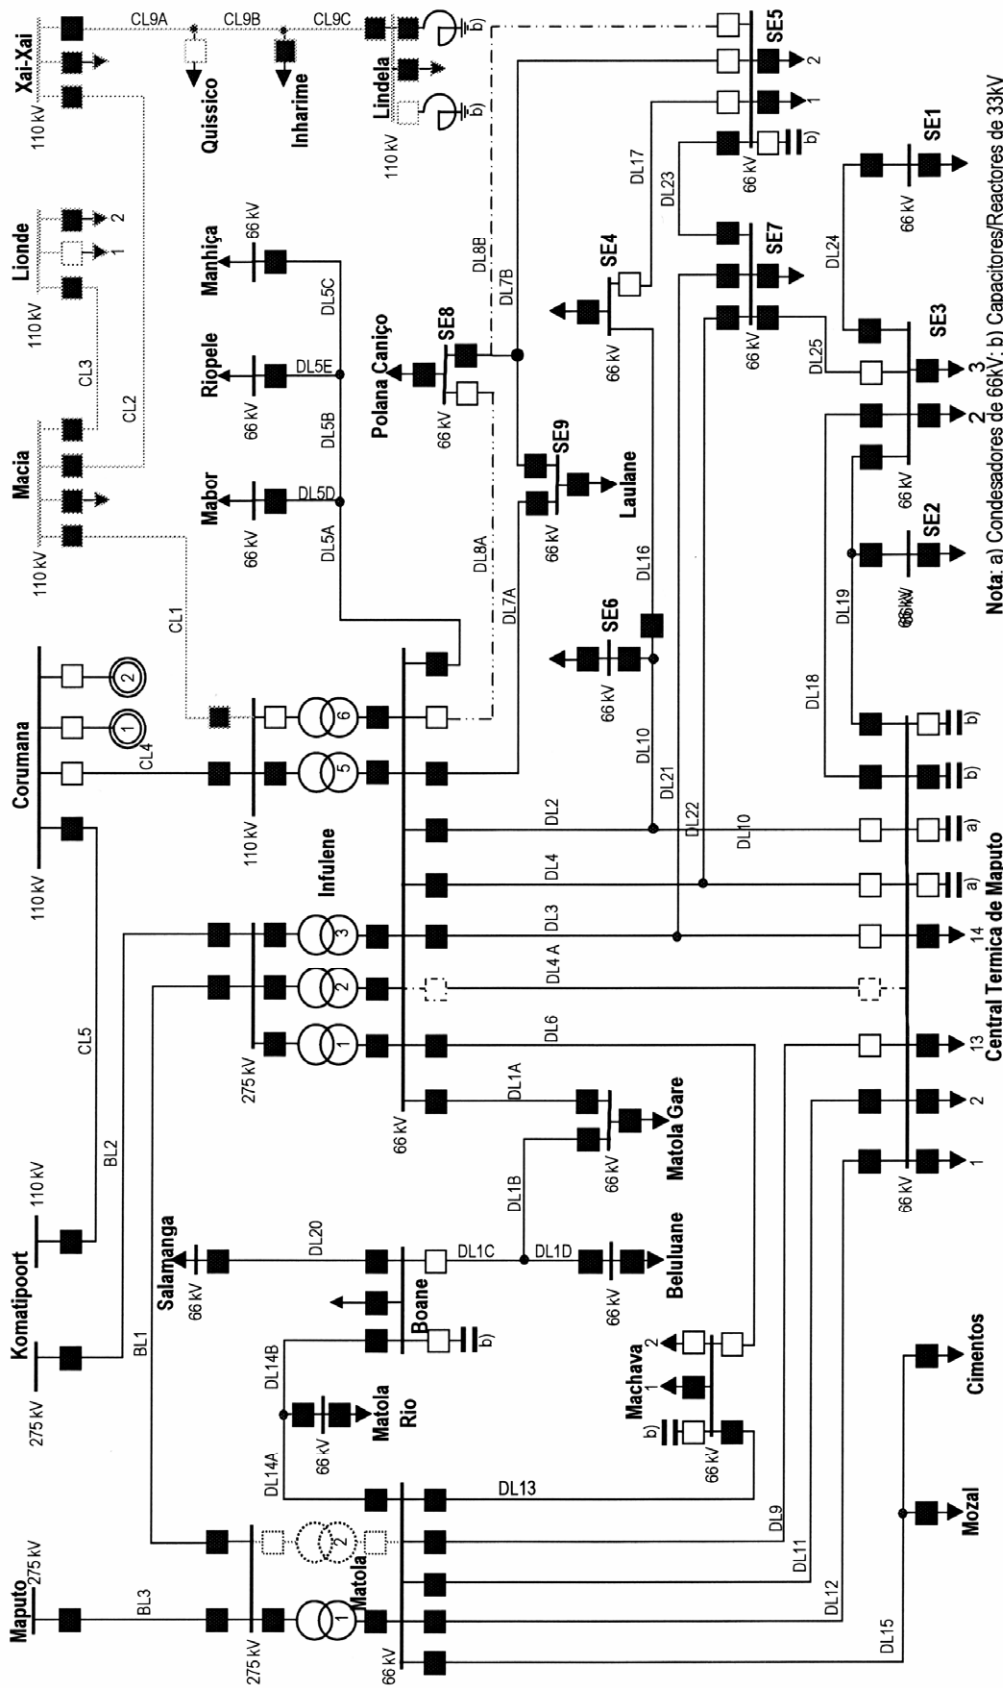 Maputo
275 kV
BL3
275 kV
1
2
Matola
66 kV
DL15
DL12
DL11
DL9
DL13
DL14A
DL14B
Matola
Rio
66 kV
Mozal
Cimentos
Komatipoort
275 kV
110 kV
BL1
BL2
CL5
Salamanga
66 kV
DL20
Boane
b)
DL1C
DL1D
DL1B
DL1A
Beluluane
66 kV
Matola Gare
66 kV
Machava
b)
1
2
66 kV
DL6
Corumana
110 kV
1
2
CL4
CL1
275 kV
Infulene
110 kV
1
2
3
5
6
66 kV
DL4 A
DL3
DL4
DL2
DL22
DL21
DL10
DL10
DL16
DL7A
DL8A
DL5A
DL5D
DL5B
DL5E
DL5C
Mabor
66 kV
Riopele
66 kV
Manhiça
66 kV
Macia
110 kV
CL3
CL2
Lionde
110 kV
1
2
Xai-Xai
110 kV
CL9A
CL9B
CL9C
Quissico
Inharime
Lindela
110 kV
b)
b)
Polana Caniço
SE8
66 kV
DL8B
DL7B
SE9
66 kV
Laulane
SE6
66 kV
SE4
66 kV
DL17
DL23
SE5
66 kV
b)
1
2
SE7
66 kV
DL25
DL24
SE1
66 kV
SE3
66 kV
2
3
SE2
66kV
DL19
DL18
66 kV
1
2
13
14
a)
a)
b)
b)
Central Termica de Maputo
Nota: a) Condesadores de 66kV; b) Capacitores/Reactores de 33kV